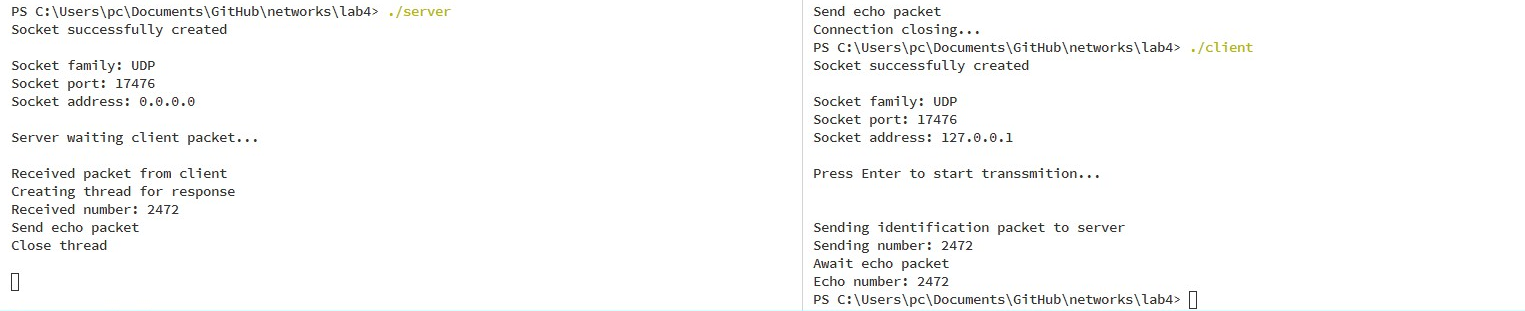 PS C:\Users\pc\Documents\GitHub\networks\lab4> ./server
Socket successfully created
Socket family: UDP
Socket port: 17476
Socket address: 0.0.0.0
Server waiting client packet...
Received packet from client
Creating thread for response
Received number: 2472
Send echo packet
Close thread
Send echo packet
Connection closing...
PS C:\Users\pc\Documents\GitHub\networks\lab4> ./client
Socket successfully created
Socket family: UDP
Socket port: 17476
Socket address: 127.0.0.1
Press Enter to start transsmition...
Sending identification packet to server
Sending number: 2472
Await echo packet
Echo number: 2472
PS C:\Users\pc\Documents\GitHub\networks\lab4>